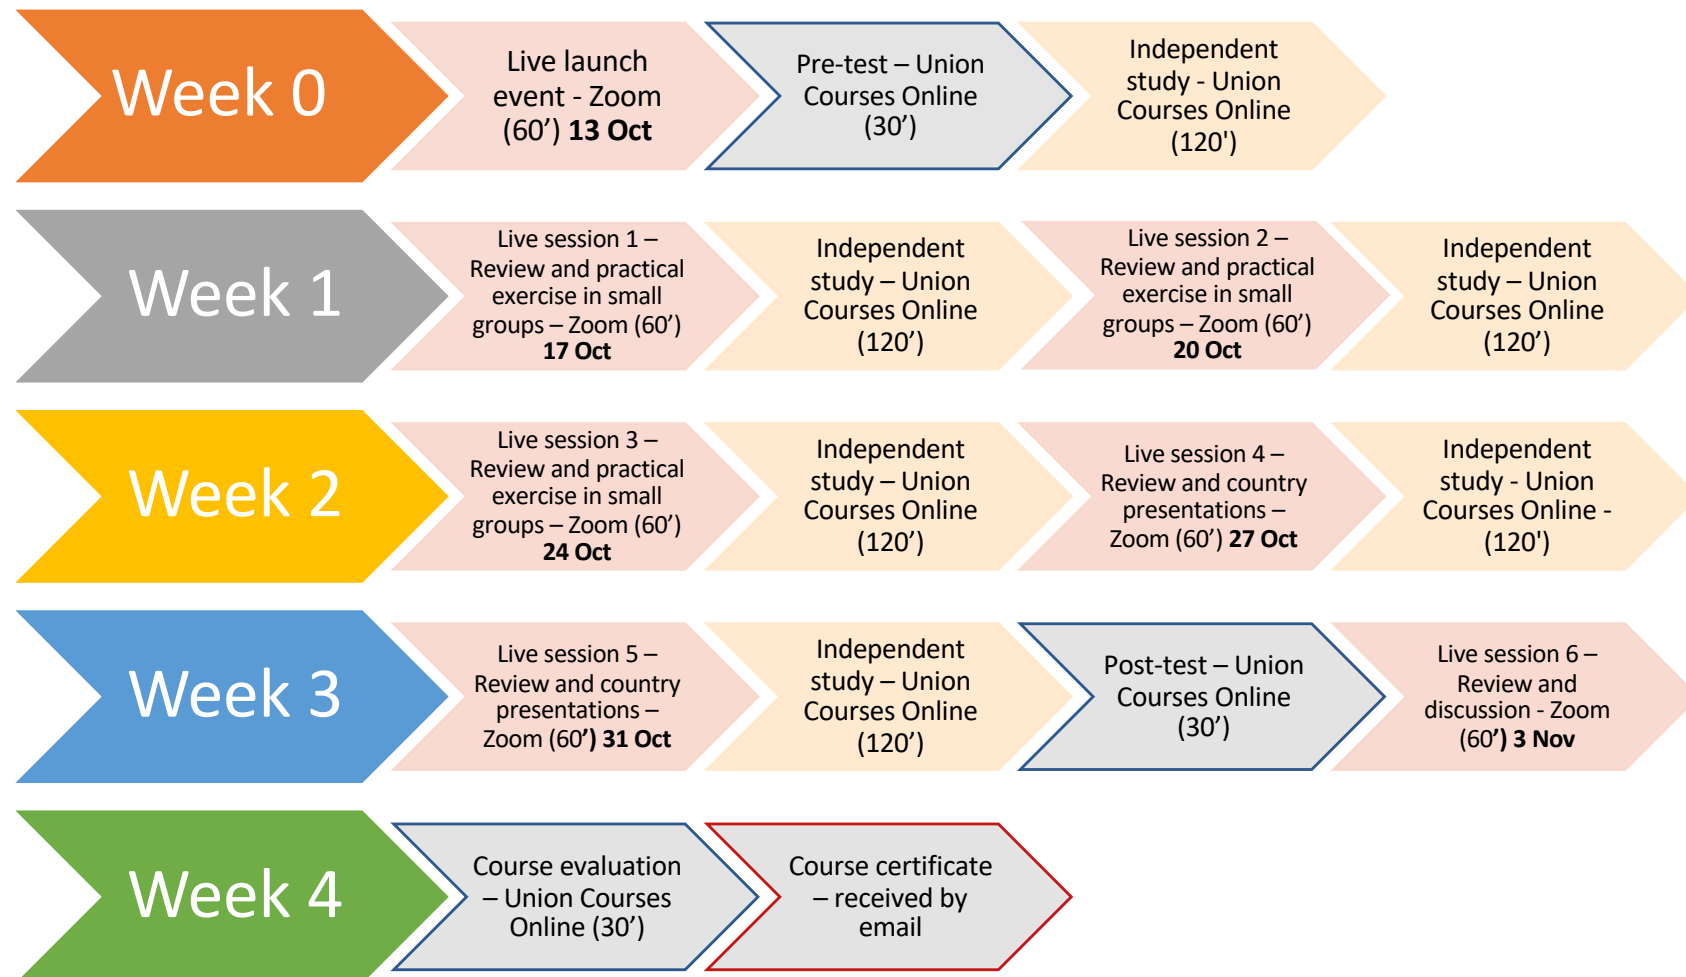 Week 0
Live launch
event - Zoom
(60’) 13 Oct
Pre-test – Union
Courses Online
(30’)
Independent
study - Union
Courses Online
(120')
Week 1
Live session 1 –
Review and practical
exercise in small
groups – Zoom (60’)
17 Oct
Independent
study – Union
Courses Online
(120’)
Live session 2 –
Review and practical
exercise in small
groups – Zoom (60’)
20 Oct
Independent
study – Union
Courses Online
(120’)
Week 2
Live session 3 –
Review and practical
exercise in small
groups – Zoom (60’)
24 Oct
Independent
study – Union
Courses Online
(120’)
Live session 4 –
Review and country
presentations –
Zoom (60’) 27 Oct
Independent
study - Union
Courses Online -
(120')
Week 3
Live session 5 –
Review and country
presentations –
Zoom (60’) 31 Oct
Independent
study – Union
Courses Online
(120’)
Post-test – Union
Courses Online
(30’)
Live session 6 –
Review and
discussion - Zoom
(60’) 3 Nov
Week 4
Course evaluation
– Union Courses
Online (30’)
Course certificate
– received by
email